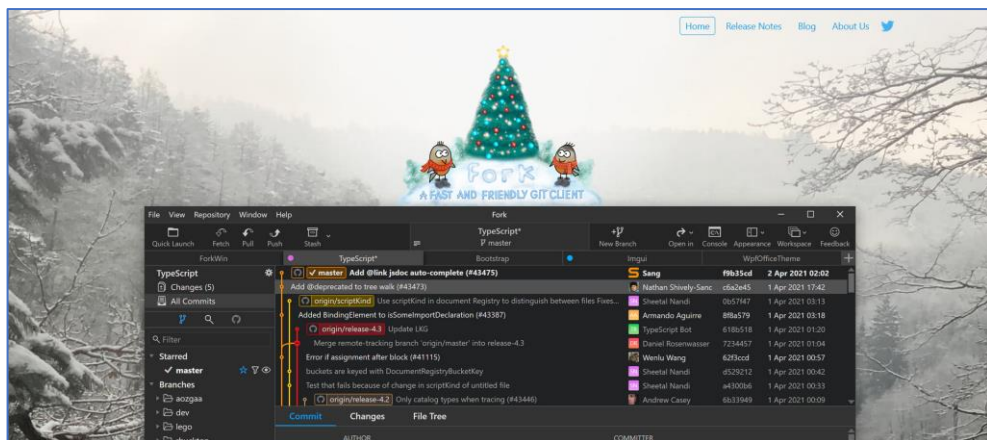 Home Release Notes Blog About Us
fork
A FAST AND FRIENDLY GIT CLIENT
File View Repository Window Help Fork
Quick Launch Fetch Pull Push Stash TypeScript* master New Branch Open in Console Appearance Workspace Feedback
ForkWin TypeScript* Bootstrap Imgui WpfOfficeTheme
TypeScript
Changes (5)
All Commits
Filter
Starred
master
Branches
aozgaa
dev
lego
master Add @link jsdoc auto-complete (#43475) Sang f9b35cd 2 Apr 2021 02:02
Add @deprecated to tree walk (#43473) Nathan Shively-Sanc c6a2e45 1 Apr 2021 17:42
origin/scriptKind Use scriptKind in document Registry to distinguish between files Fixes... Sheetal Nandi 0b57f47 1 Apr 2021 03:13
Added BindingElement to isSomeImportDeclaration (#43387) Armando Aguirre 8f8a579 1 Apr 2021 03:18
origin/release-4.3 Update LKG TypeScript Bot 618b518 1 Apr 2021 01:20
Merge remote-tracking branch 'origin/master' into release-4.3 Daniel Rosenwasser 7234457 1 Apr 2021 01:04
Error if assignment after block (#41115) Wenlu Wang 62f3ccd 1 Apr 2021 00:57
buckets are keyed with DocumentRegistryBucketKey Sheetal Nandi d529212 1 Apr 2021 00:42
Test that fails because of change in scriptKind of untitled file Sheetal Nandi a4300b6 1 Apr 2021 00:33
origin/release-4.2 Only catalog types when tracing (#43446) Andrew Casey 6b33949 1 Apr 2021 00:09
Commit Changes File Tree
AUTHOR COMMITTER